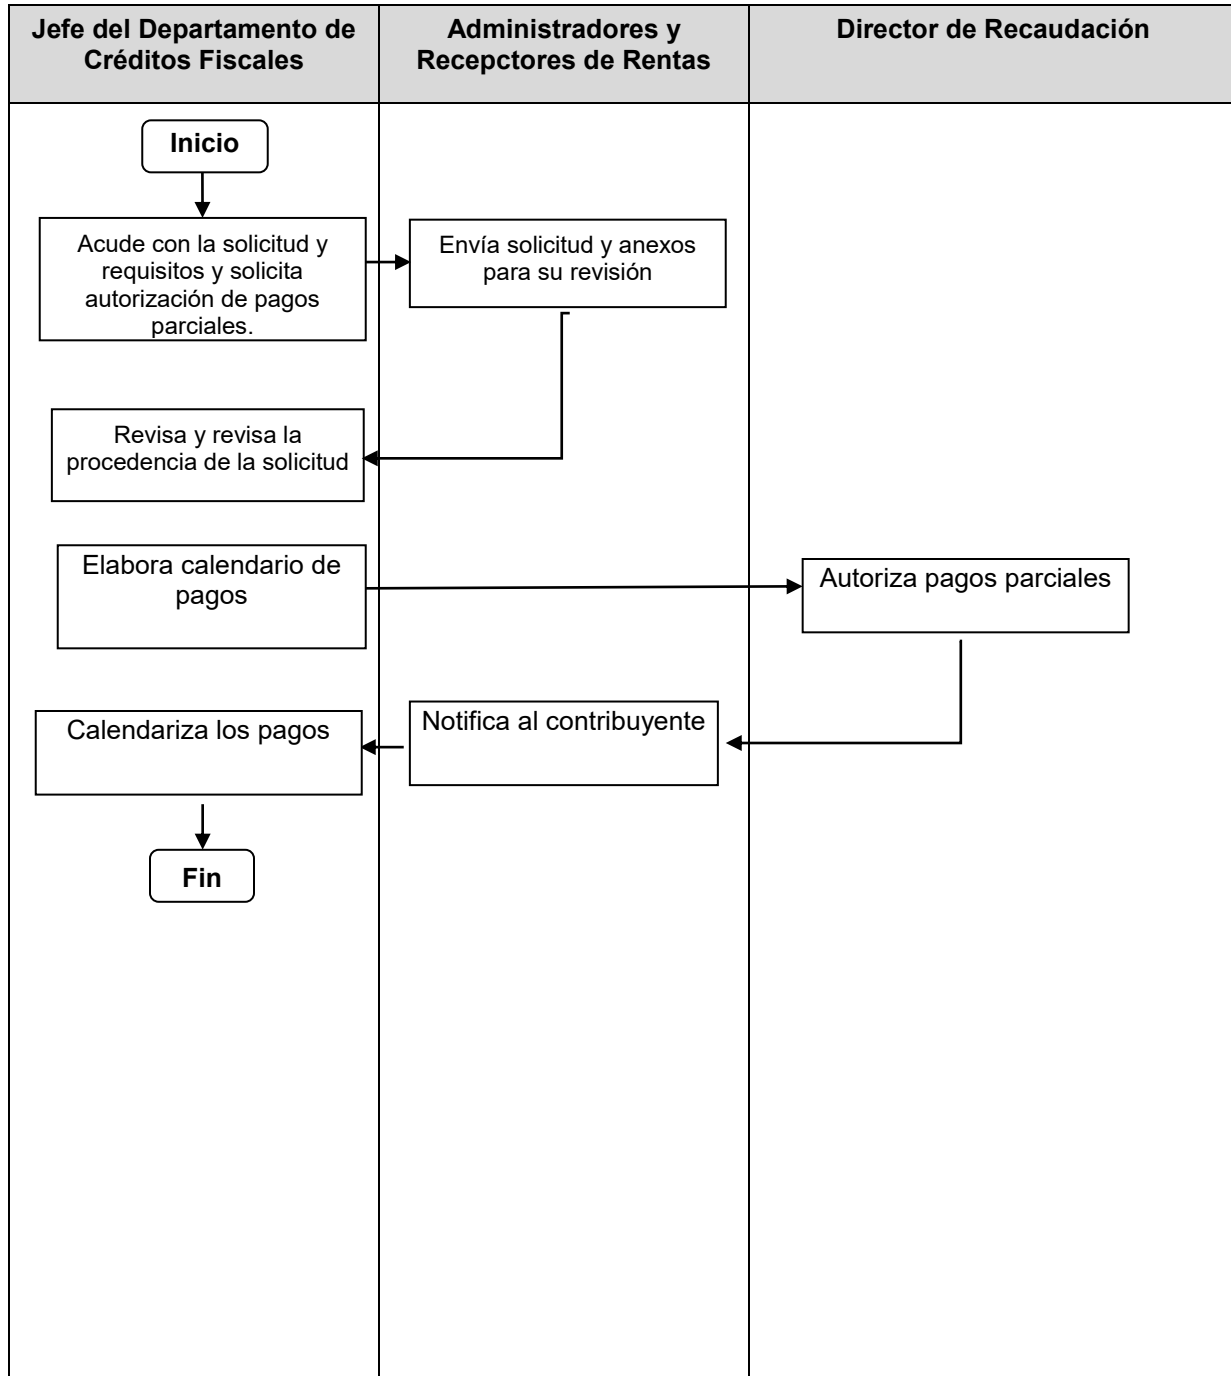 Jefe del Departamento de
Créditos Fiscales
Administradores y
Recepctores de Rentas
Director de Recaudación
Inicio
Acude con la solicitud y
requisitos y solicita
autorización de pagos
parciales.
Envía solicitud y anexos
para su revisión
Revisa y revisa la
procedencia de la solicitud
Elabora calendario de
pagos
Autoriza pagos parciales
Calendariza los pagos
Notifica al contribuyente
Fin